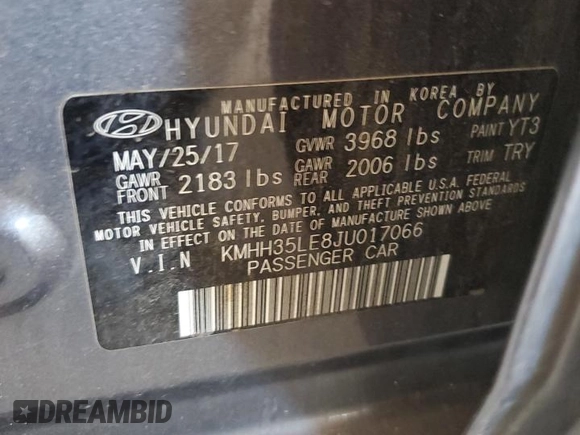 MANUFACTURED IN KOREA BY
HYUNDAI MOTOR COMPANY
MAY/25/17 GVWR 3968 lbs PAINT YT3
GAWR FRONT 2183 lbs GAWR REAR 2006 lbs TRIM TRY
THIS VEHICLE CONFORMS TO ALL APPLICABLE U.S.A. FEDERAL
MOTOR VEHICLE SAFETY, BUMPER, AND THEFT PREVENTION STANDARDS
IN EFFECT ON THE DATE OF MANUFACTURE SHOWN ABOVE
V.I.N KMHH35LE8JU017066
PASSENGER CAR
DREAMBID